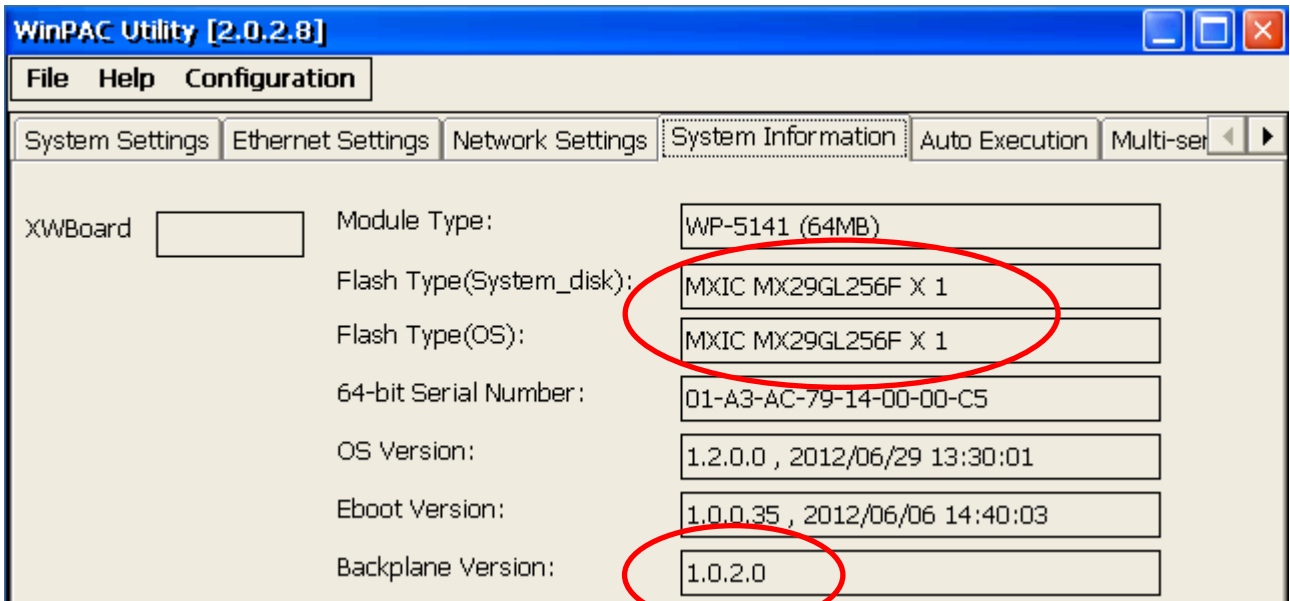 WinPAC Utility [2.0.2.8]
File Help Configuration
System Settings Ethernet Settings Network Settings System Information Auto Execution Multi-ser
XWBoard
Module Type: WP-5141 (64MB)
Flash Type(System_disk): MXIC MX29GL256F X 1
Flash Type(OS): MXIC MX29GL256F X 1
64-bit Serial Number: 01-A3-AC-79-14-00-00-C5
OS Version: 1.2.0.0 , 2012/06/29 13:30:01
Eboot Version: 1.0.0.35 , 2012/06/06 14:40:03
Backplane Version: 1.0.2.0